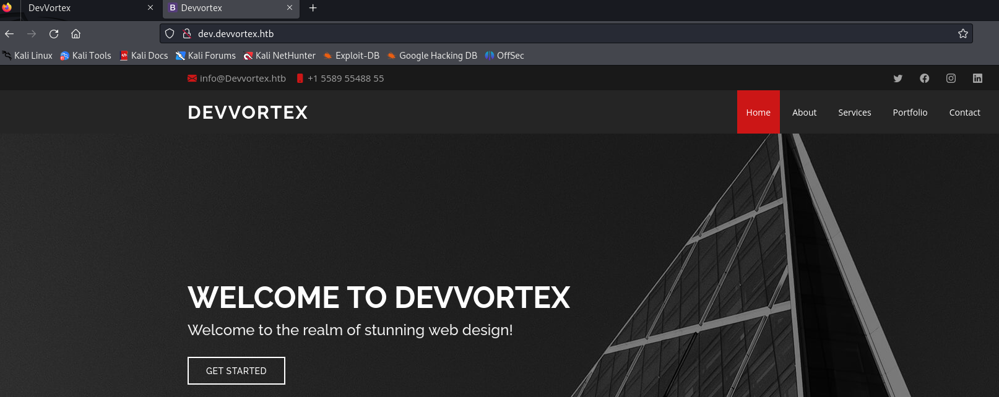 DevVortex
Devvortex
dev.devvortex.htb
Kali Linux Kali Tools Kali Docs Kali Forums Kali NetHunter Exploit-DB Google Hacking DB OffSec
info@Devvortex.htb +1 5589 55488 55
DEVVORTEX
Home About Services Portfolio Contact
WELCOME TO DEVVORTEX
Welcome to the realm of stunning web design!
GET STARTED